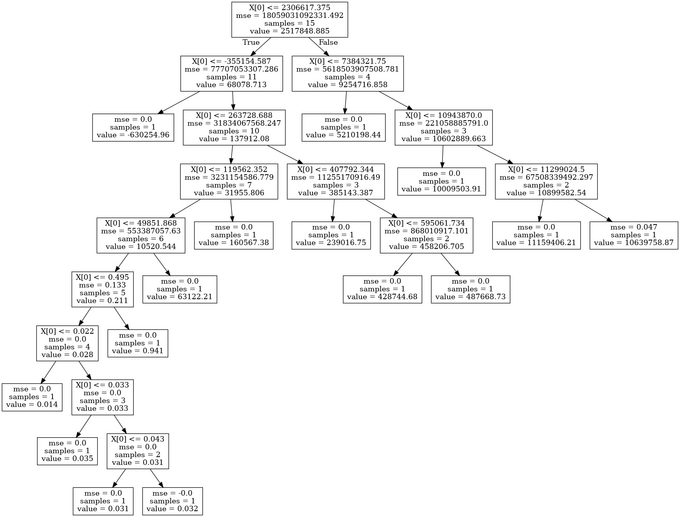 X[0] <= 2306617.375
mse = 18059031092331.492
samples = 15
value = 2517848.885
True
False
X[0] <= -355154.587
mse = 77707053307.286
samples = 11
value = 68078.713
X[0] <= 7384321.75
mse = 5618503907508.781
samples = 4
value = 9254716.858
mse = 0.0
samples = 1
value = -630254.96
X[0] <= 263728.688
mse = 31834067568.247
samples = 10
value = 137912.08
mse = 0.0
samples = 1
value = 5210198.44
X[0] <= 10943870.0
mse = 221058885791.0
samples = 3
value = 10602889.663
X[0] <= 119562.352
mse = 3231154586.779
samples = 7
value = 31955.806
X[0] <= 407792.344
mse = 11255170916.49
samples = 3
value = 385143.387
mse = 0.0
samples = 1
value = 10009503.91
X[0] <= 11299024.5
mse = 67508339492.297
samples = 2
value = 10899582.54
X[0] <= 49851.868
mse = 553387057.63
samples = 6
value = 10520.544
mse = 0.0
samples = 1
value = 160567.38
mse = 0.0
samples = 1
value = 239016.75
X[0] <= 595061.734
mse = 868010917.101
samples = 2
value = 458206.705
mse = 0.0
samples = 1
value = 11159406.21
mse = 0.047
samples = 1
value = 10639758.87
X[0] <= 0.495
mse = 0.133
samples = 5
value = 0.211
mse = 0.0
samples = 1
value = 63122.21
mse = 0.0
samples = 1
value = 428744.68
mse = 0.0
samples = 1
value = 487668.73
X[0] <= 0.022
mse = 0.0
samples = 4
value = 0.028
mse = 0.0
samples = 1
value = 0.941
mse = 0.0
samples = 1
value = 0.014
X[0] <= 0.033
mse = 0.0
samples = 3
value = 0.033
mse = 0.0
samples = 1
value = 0.035
X[0] <= 0.043
mse = 0.0
samples = 2
value = 0.031
mse = 0.0
samples = 1
value = 0.031
mse = -0.0
samples = 1
value = 0.032